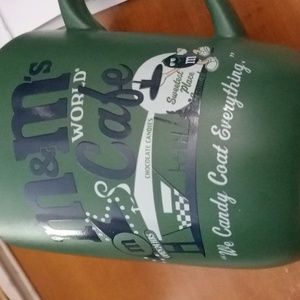 m&m's
WORLD®
Cafe
CHOCOLATE CANDIES
Sweetest
Place
m
"We Candy Coat Everything."